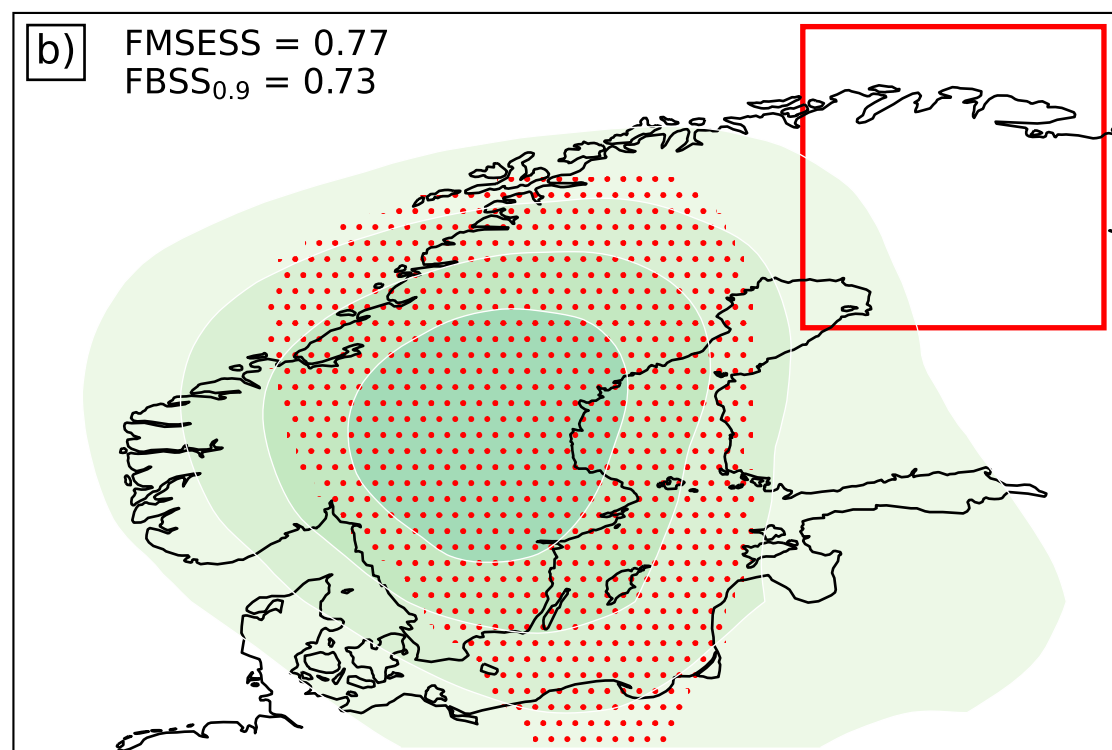 b)
FMSESS = 0.77
FBSS0.9 = 0.73